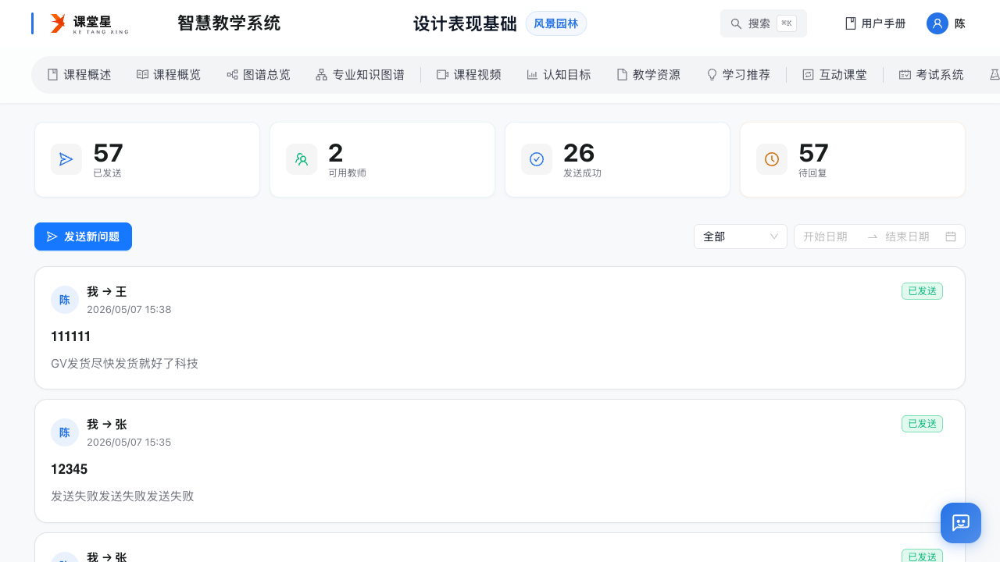 课堂星
KE TANG XING
智慧教学系统
设计表现基础
风景园林
搜索
⌘K
用户手册
陈
课程概述
课程概览
图谱总览
专业知识图谱
课程视频
认知目标
教学资源
学习推荐
互动课堂
考试系统
57
已发送
2
可用教师
26
发送成功
57
待回复
发送新问题
全部
开始日期
结束日期
陈
我 → 王
2026/05/07 15:38
已发送
111111
GV发货尽快发货就好了科技
陈
我 → 张
2026/05/07 15:35
已发送
12345
发送失败发送失败发送失败
我 → 张
已发送